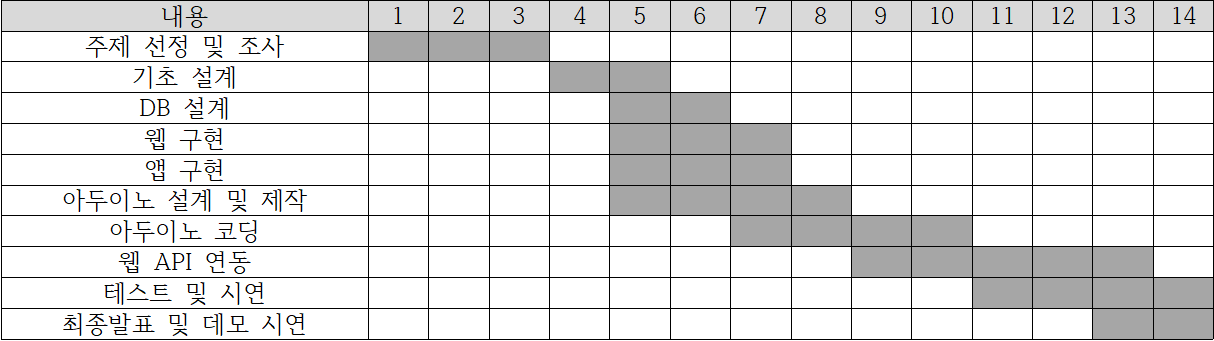 내용 1 2 3 4 5 6 7 8 9 10 11 12 13 14
주제 선정 및 조사
기초 설계
DB 설계
웹 구현
앱 구현
아두이노 설계 및 제작
아두이노 코딩
웹 API 연동
테스트 및 시연
최종발표 및 데모 시연